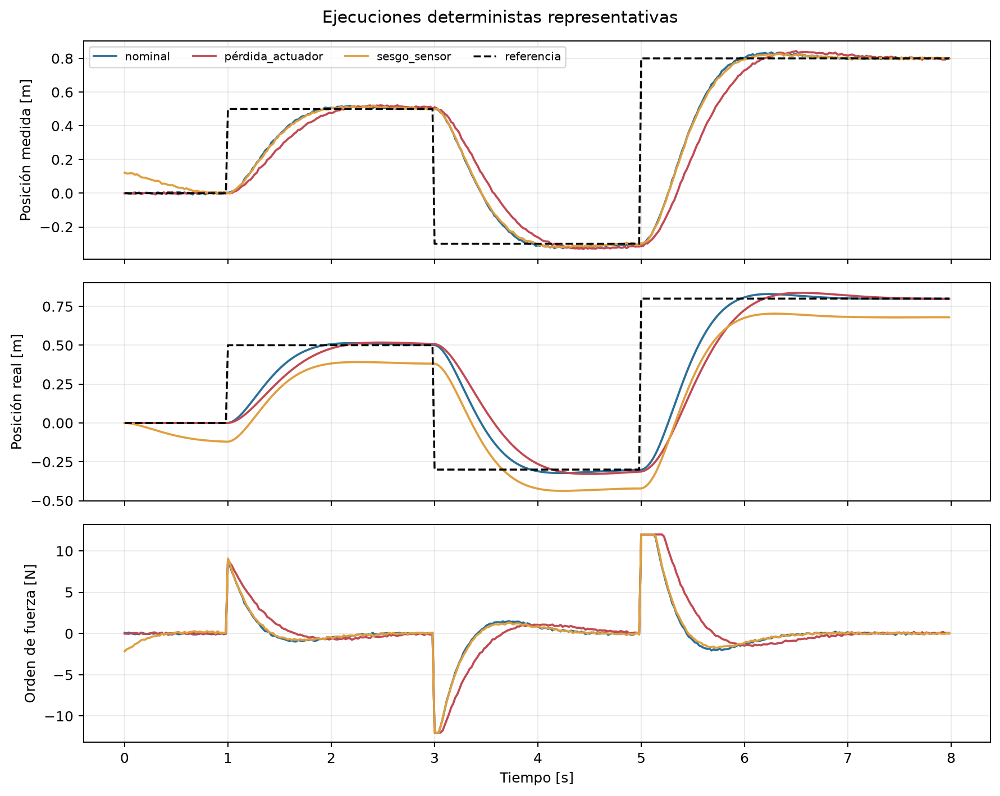 Ejecuciones deterministas representativas
nominal pérdida_actuador sesgo_sensor referencia
Posición medida [m]
0.8
0.6
0.4
0.2
0.0
−0.2
Posición real [m]
0.75
0.50
0.25
0.00
−0.25
−0.50
Orden de fuerza [N]
10
5
0
−5
−10
0 1 2 3 4 5 6 7 8
Tiempo [s]